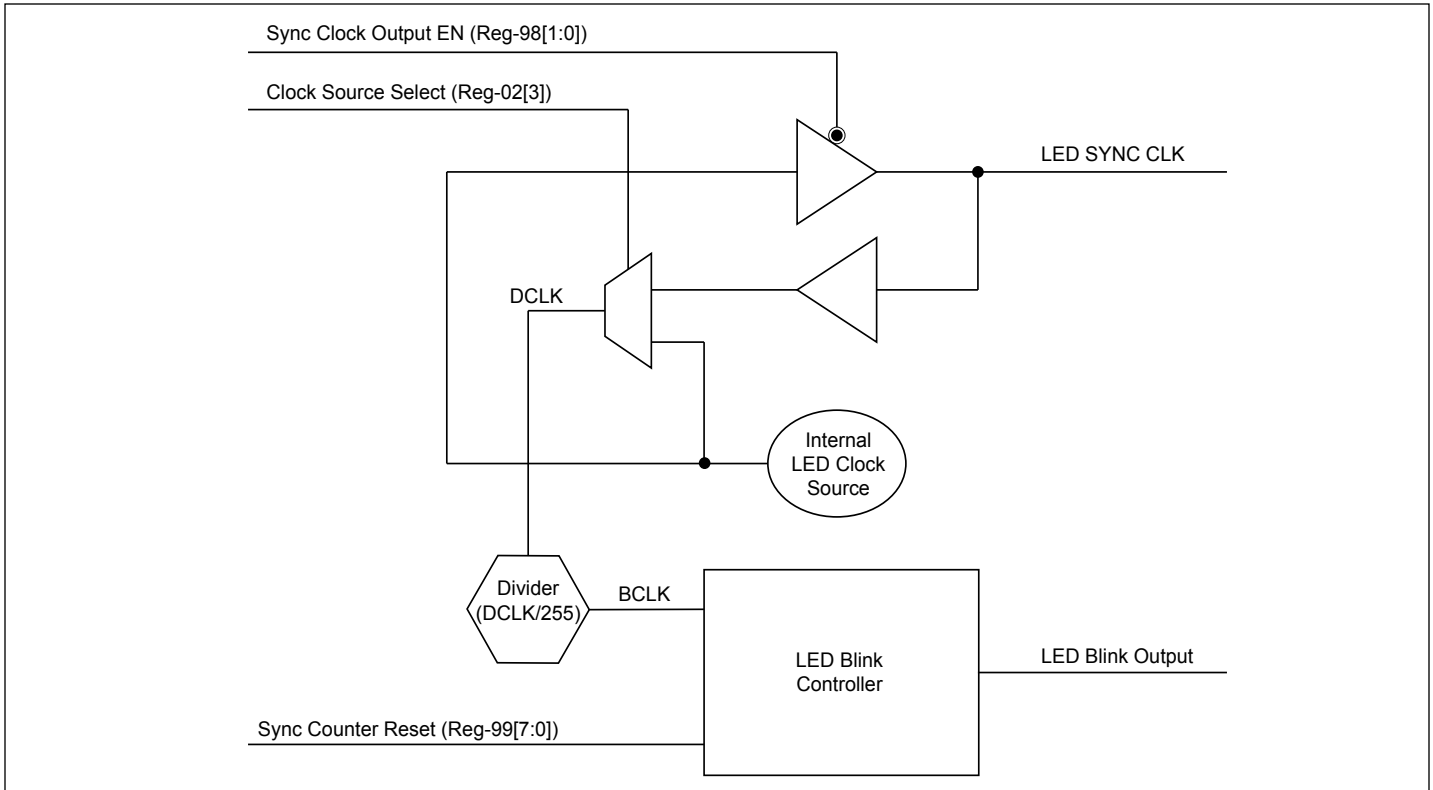 Sync Clock Output EN (Reg-98[1:0])
Clock Source Select (Reg-02[3])
LED SYNC CLK
DCLK
Internal
LED Clock
Source
Divider
(DCLK/255)
BCLK
LED Blink
Controller
LED Blink Output
Sync Counter Reset (Reg-99[7:0])